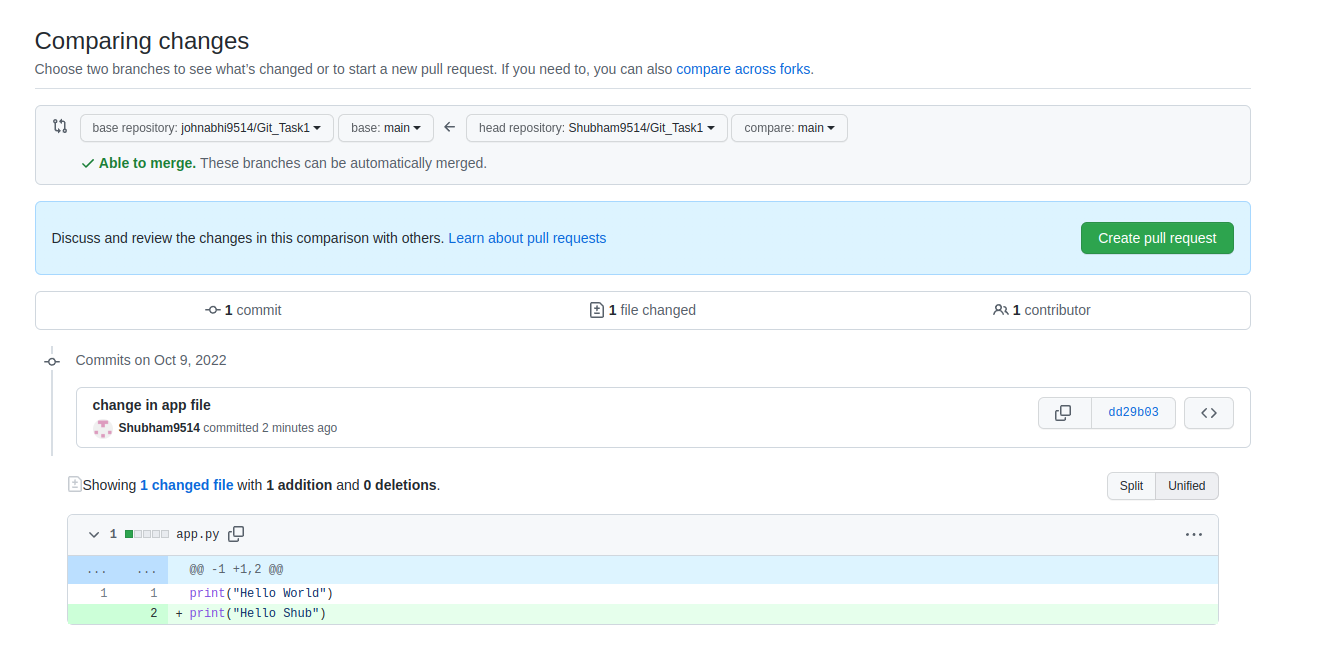 Comparing changes
Choose two branches to see what's changed or to start a new pull request. If you need to, you can also compare across forks.
base repository: johnabhi9514/Git_Task1 base: main head repository: Shubham9514/Git_Task1 compare: main
Able to merge. These branches can be automatically merged.
Discuss and review the changes in this comparison with others. Learn about pull requests Create pull request
1 commit 1 file changed 1 contributor
Commits on Oct 9, 2022
change in app file
Shubham9514 committed 2 minutes ago
dd29b03
Showing 1 changed file with 1 addition and 0 deletions.
Split Unified
1 app.py
... ... @@ -1 +1,2 @@
1 1 print("Hello World")
2 + print("Hello Shub")